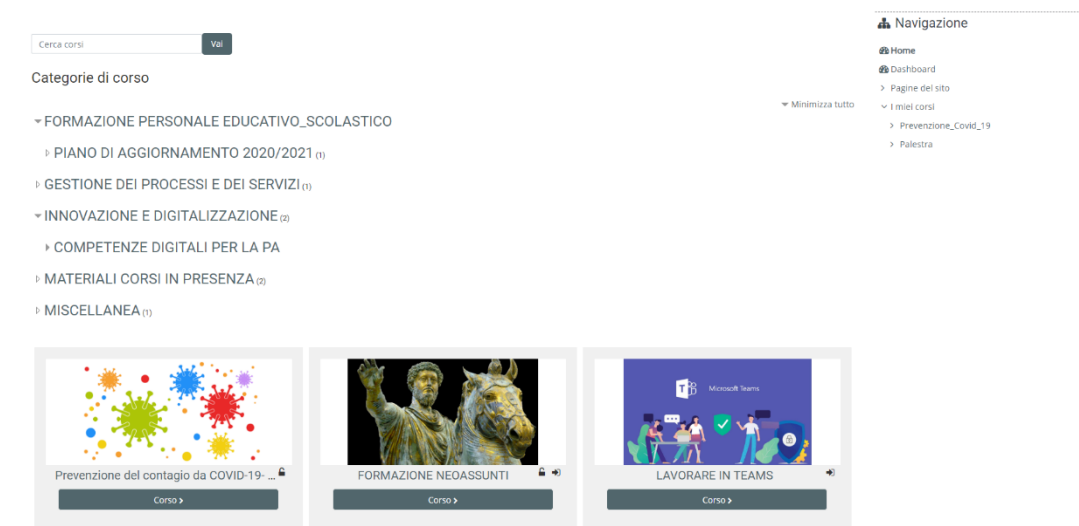 Cerca corsi
Vai
Categorie di corso
Minimizza tutto
FORMAZIONE PERSONALE EDUCATIVO_SCOLASTICO
PIANO DI AGGIORNAMENTO 2020/2021 (1)
GESTIONE DEI PROCESSI E DEI SERVIZI (1)
INNOVAZIONE E DIGITALIZZAZIONE (2)
COMPETENZE DIGITALI PER LA PA
MATERIALI CORSI IN PRESENZA (2)
MISCELLANEA (1)
Prevenzione del contagio da COVID-19- ...
Corso
FORMAZIONE NEOASSUNTI
Corso
Microsoft Teams
LAVORARE IN TEAMS
Corso
Navigazione
Home
Dashboard
Pagine del sito
I miei corsi
Prevenzione_Covid_19
Palestra